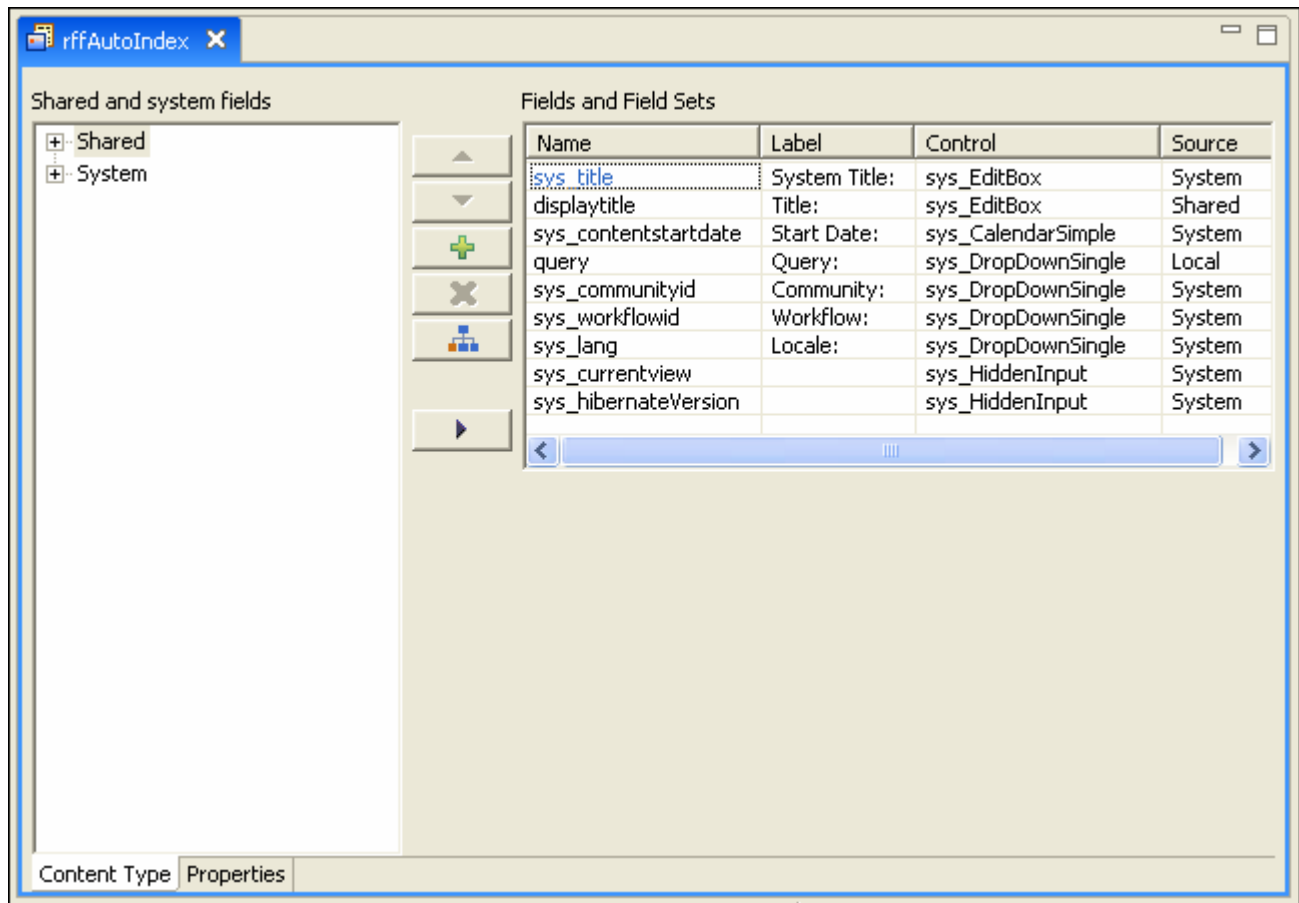 rffAutoIndex
Shared and system fields
Shared
System
Fields and Field Sets
Name Label Control Source
sys_title System Title: sys_EditBox System
displaytitle Title: sys_EditBox Shared
sys_contentstartdate Start Date: sys_CalendarSimple System
query Query: sys_DropDownSingle Local
sys_communityid Community: sys_DropDownSingle System
sys_workflowid Workflow: sys_DropDownSingle System
sys_lang Locale: sys_DropDownSingle System
sys_currentview sys_HiddenInput System
sys_hibernateVersion sys_HiddenInput System
Content Type Properties